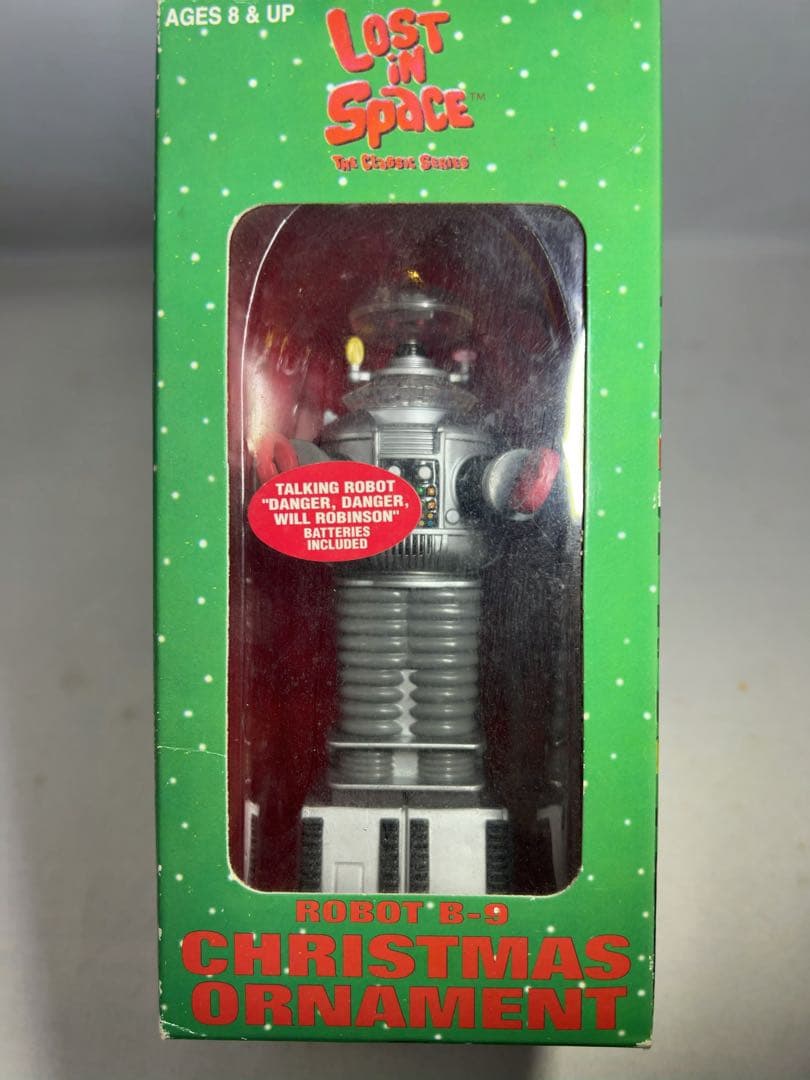 AGES 8 & UP
LOST
IN
SPACE™
THE CLASSIC SERIES
TALKING ROBOT
"DANGER, DANGER,
WILL ROBINSON"
BATTERIES
INCLUDED
ROBOT B-9
CHRISTMAS
ORNAMENT